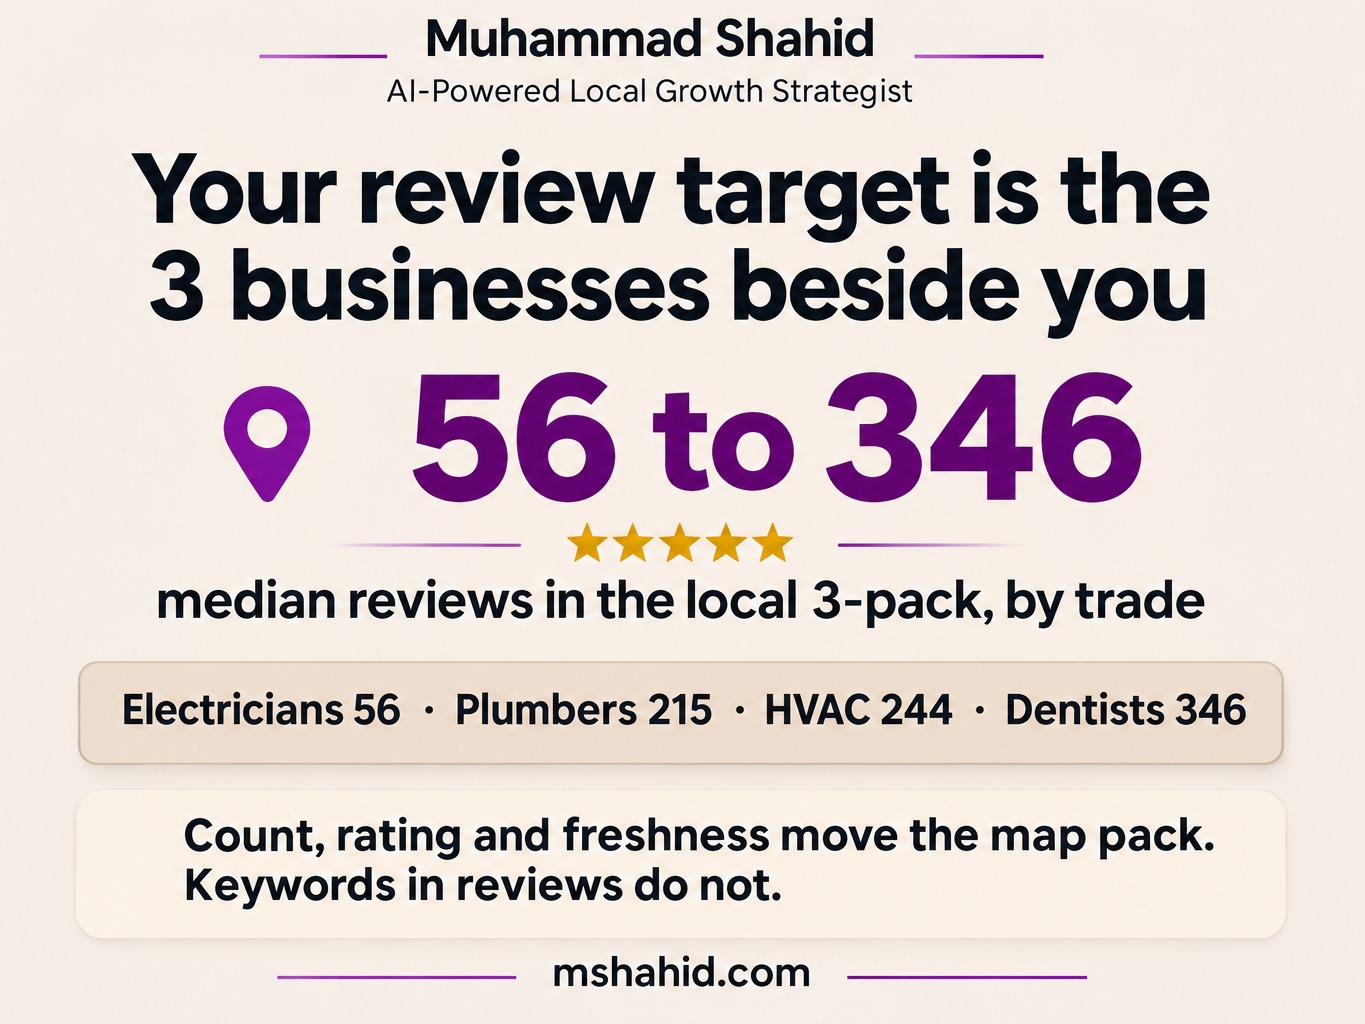 Muhammad Shahid
AI-Powered Local Growth Strategist
Your review target is the
3 businesses beside you
56 to 346
median reviews in the local 3-pack, by trade
Electricians 56 · Plumbers 215 · HVAC 244 · Dentists 346
Count, rating and freshness move the map pack.
Keywords in reviews do not.
mshahid.com